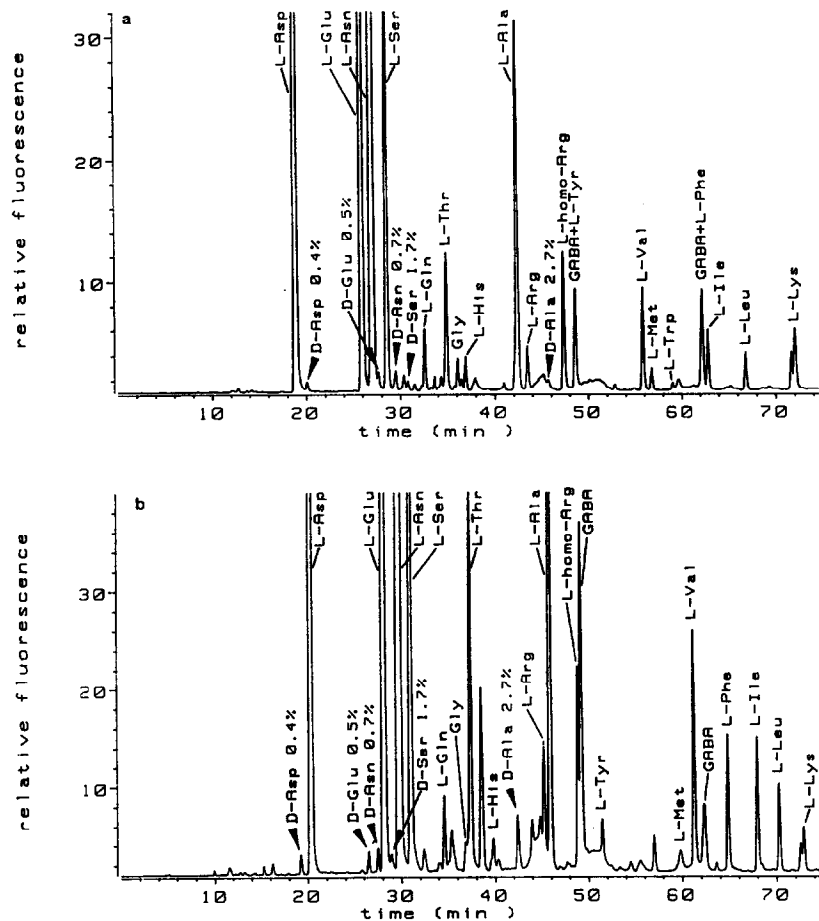 a
relative fluorescence
30
20
10
L-Asp
D-Asp 0.4%
L-Glu
L-Asn
D-Glu 0.5%
L-Ser
D-Asn 0.7%
D-Ser 1.7%
L-Gln
L-Thr
Gly
L-His
L-Ala
L-Arg
D-Ala 2.7%
L-homo-Arg
GABA+L-Tyr
L-Val
L-Met
L-Trp
GABA+L-Phe
L-Ile
L-Leu
L-Lys
10 20 30 40 50 60 70
time (min )
b
relative fluorescence
30
20
10
D-Asp 0.4%
L-Asp
D-Glu 0.5%
D-Asn 0.7%
L-Glu
L-Asn
L-Ser
D-Ser 1.7%
L-Gln
Gly
L-Thr
L-His
D-Ala 2.7%
L-Arg
L-Ala
L-homo-Arg
GABA
L-Tyr
L-Met
L-Val
GABA
L-Phe
L-Ile
L-Leu
L-Lys
10 20 30 40 50 60 70
time (min )